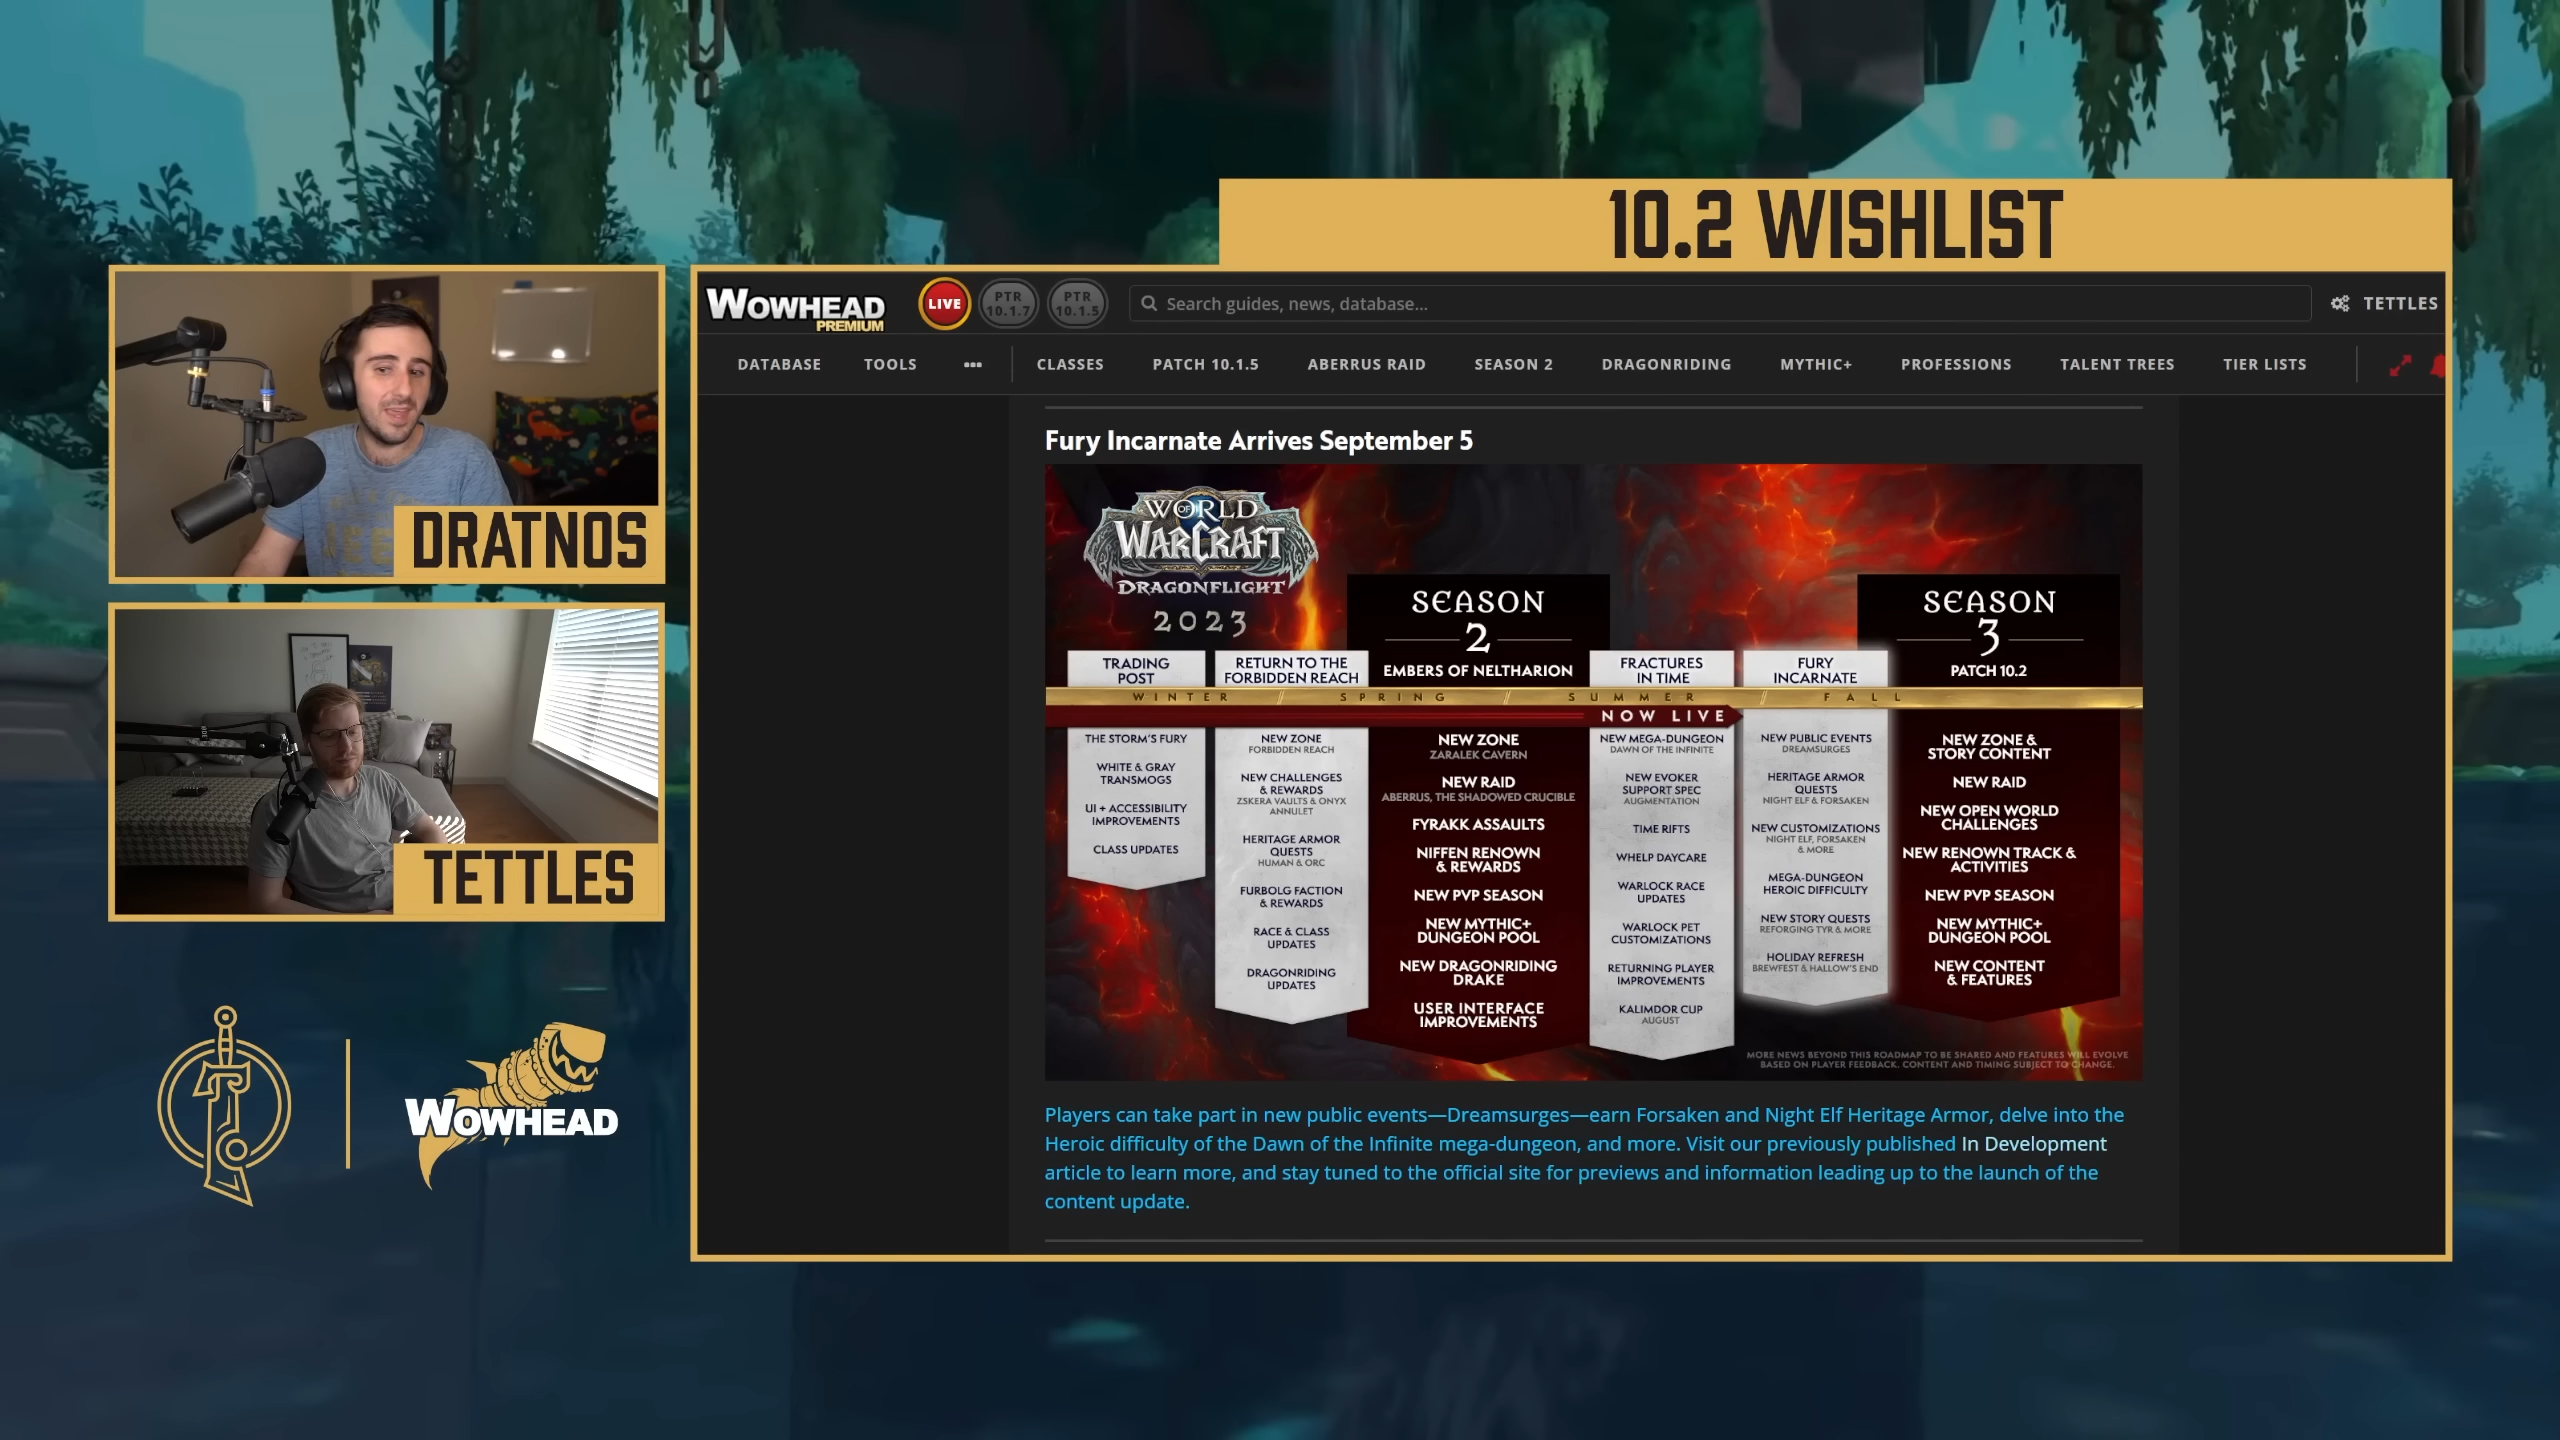 10.2 WISHLIST
DRATNOS
TETTLES
WOWHEAD
WOWHEAD
PREMIUM
LIVE
PTR
10.1.7
PTR
10.1.5
Search guides, news, database...
TETTLES
DATABASE TOOLS ••• CLASSES PATCH 10.1.5 ABERRUS RAID SEASON 2 DRAGONRIDING MYTHIC+ PROFESSIONS TALENT TREES TIER LISTS
Fury Incarnate Arrives September 5
WORLD
OF
WARCRAFT
DRAGONFLIGHT
2023
WINTER // SPRING // SUMMER // FALL
NOW LIVE
TRADING
POST
THE STORM'S FURY
WHITE & GRAY
TRANSMOGS
UI + ACCESSIBILITY
IMPROVEMENTS
CLASS UPDATES
RETURN TO THE
FORBIDDEN REACH
NEW ZONE
FORBIDDEN REACH
NEW CHALLENGES
& REWARDS
ZSKERA VAULTS & ONYX
ANNULET
HERITAGE ARMOR
QUESTS
HUMAN & ORC
FURBOLG FACTION
& REWARDS
RACE & CLASS
UPDATES
DRAGONRIDING
UPDATES
SEASON
2
EMBERS OF NELTHARION
NEW ZONE
ZARALEK CAVERN
NEW RAID
ABERRUS, THE SHADOWED CRUCIBLE
FYRAKK ASSAULTS
NIFFEN RENOWN
& REWARDS
NEW PVP SEASON
NEW MYTHIC+
DUNGEON POOL
NEW DRAGONRIDING
DRAKE
USER INTERFACE
IMPROVEMENTS
FRACTURES
IN TIME
NEW MEGA-DUNGEON
DAWN OF THE INFINITE
NEW EVOKER
SUPPORT SPEC
AUGMENTATION
TIME RIFTS
WHELP DAYCARE
WARLOCK RACE
UPDATES
WARLOCK PET
CUSTOMIZATIONS
RETURNING PLAYER
IMPROVEMENTS
KALIMDOR CUP
AUGUST
FURY
INCARNATE
NEW PUBLIC EVENTS
DREAMSURGES
HERITAGE ARMOR
QUESTS
NIGHT ELF & FORSAKEN
NEW CUSTOMIZATIONS
NIGHT ELF, FORSAKEN
& MORE
MEGA-DUNGEON
HEROIC DIFFICULTY
NEW STORY QUESTS
REFORGING TYR & MORE
HOLIDAY REFRESH
BREWFEST & HALLOW'S END
SEASON
3
PATCH 10.2
NEW ZONE &
STORY CONTENT
NEW RAID
NEW OPEN WORLD
CHALLENGES
NEW RENOWN TRACK &
ACTIVITIES
NEW PVP SEASON
NEW MYTHIC+
DUNGEON POOL
NEW CONTENT
& FEATURES
MORE NEWS BEYOND THIS ROADMAP TO BE SHARED AND FEATURES WILL EVOLVE
BASED ON PLAYER FEEDBACK. CONTENT AND TIMING SUBJECT TO CHANGE.
Players can take part in new public events—Dreamsurges—earn Forsaken and Night Elf Heritage Armor, delve into the
Heroic difficulty of the Dawn of the Infinite mega-dungeon, and more. Visit our previously published In Development
article to learn more, and stay tuned to the official site for previews and information leading up to the launch of the
content update.